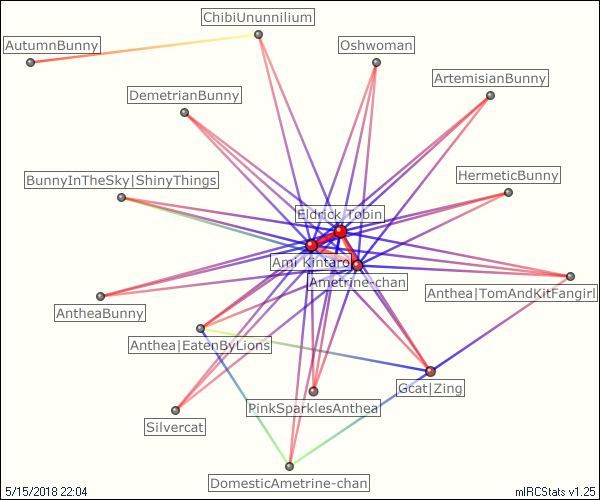 ChibiUnunnilium
AutumnBunny
Oshwoman
ArtemisianBunny
DemetrianBunny
HermeticBunny
BunnyInTheSky|ShinyThings
Eldrick_Tobin
Ami_Kintaro
Ametrine-chan
Anthea|TomAndKitFangirl
AntheaBunny
Anthea|EatenByLions
Gcat|Zing
PinkSparklesAnthea
Silvercat
DomesticAmetrine-chan
5/15/2018 22:04
mIRCStats v1.25